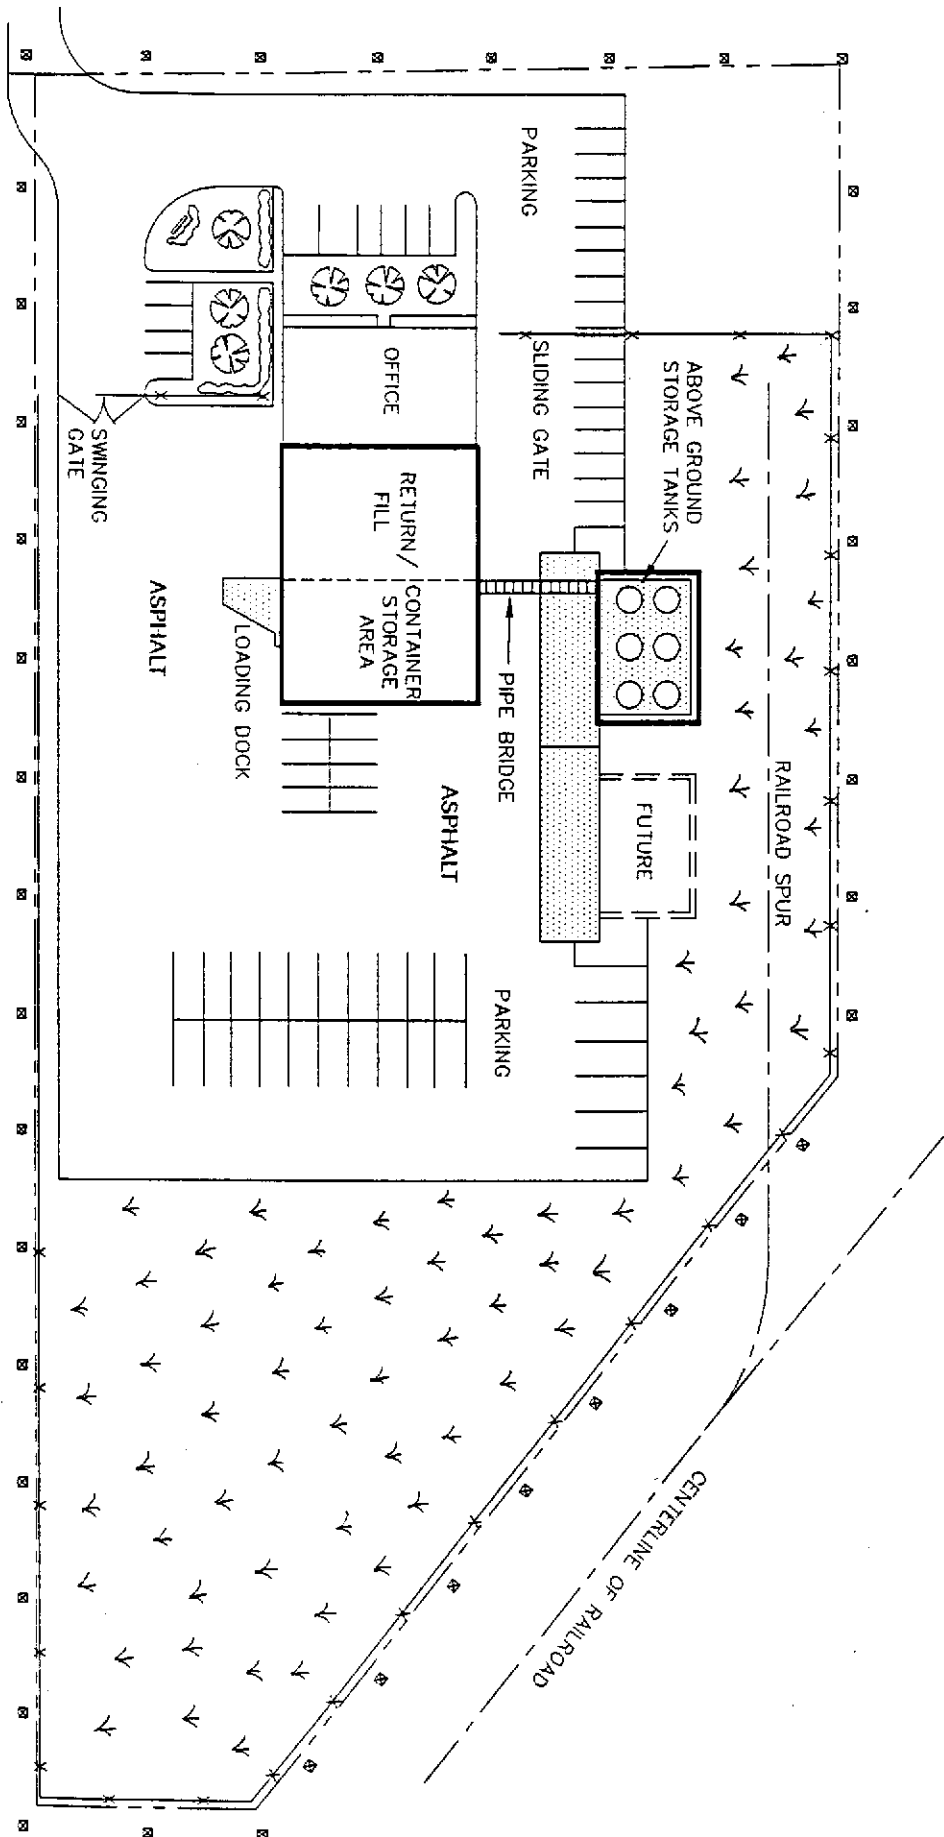 CENTERLINE OF RAILROAD
RAILROAD SPUR
ABOVE GROUND
STORAGE TANKS
FUTURE
PARKING
SLIDING GATE
PIPE BRIDGE
PARKING
ASPHALT
OFFICE
RETURN/
FILL
CONTAINER
STORAGE
AREA
LOADING DOCK
ASPHALT
SWINGING
GATE